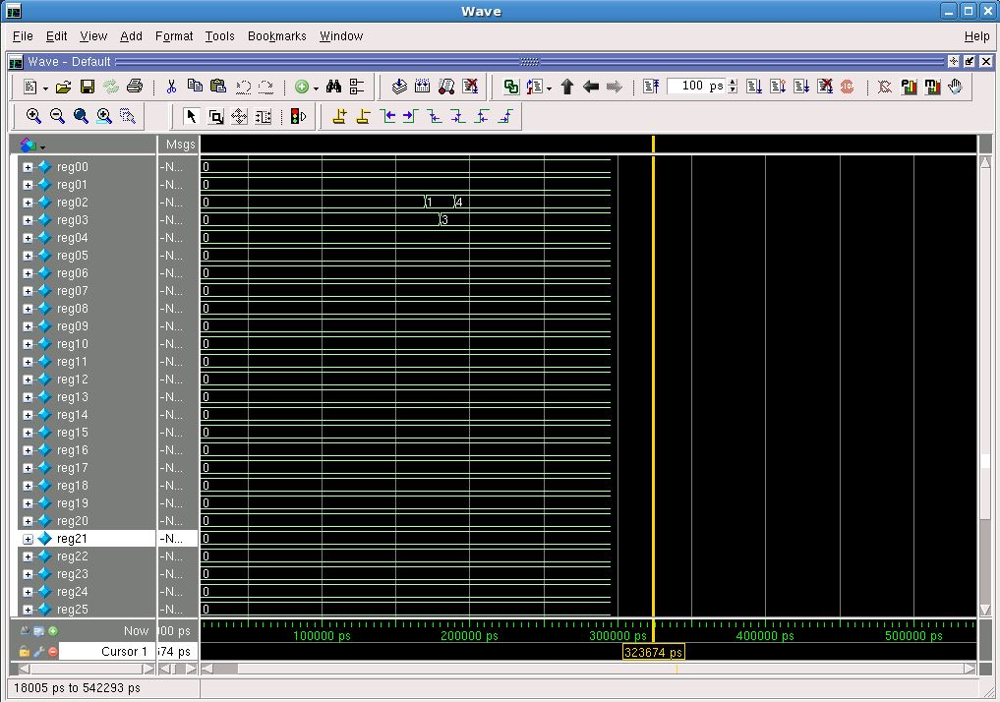 Wave
File Edit View Add Format Tools Bookmarks Window Help
Wave - Default
100 ps
Msgs
reg00 -N... 0
reg01 -N... 0
reg02 -N... 0 1 4
reg03 -N... 0 3
reg04 -N... 0
reg05 -N... 0
reg06 -N... 0
reg07 -N... 0
reg08 -N... 0
reg09 -N... 0
reg10 -N... 0
reg11 -N... 0
reg12 -N... 0
reg13 -N... 0
reg14 -N... 0
reg15 -N... 0
reg16 -N... 0
reg17 -N... 0
reg18 -N... 0
reg19 -N... 0
reg20 -N... 0
reg21 -N... 0
reg22 -N... 0
reg23 -N... 0
reg24 -N... 0
reg25 -N... 0
Now 00 ps 100000 ps 200000 ps 300000 ps 400000 ps 500000 ps
Cursor 1 674 ps 323674 ps
18005 ps to 542293 ps